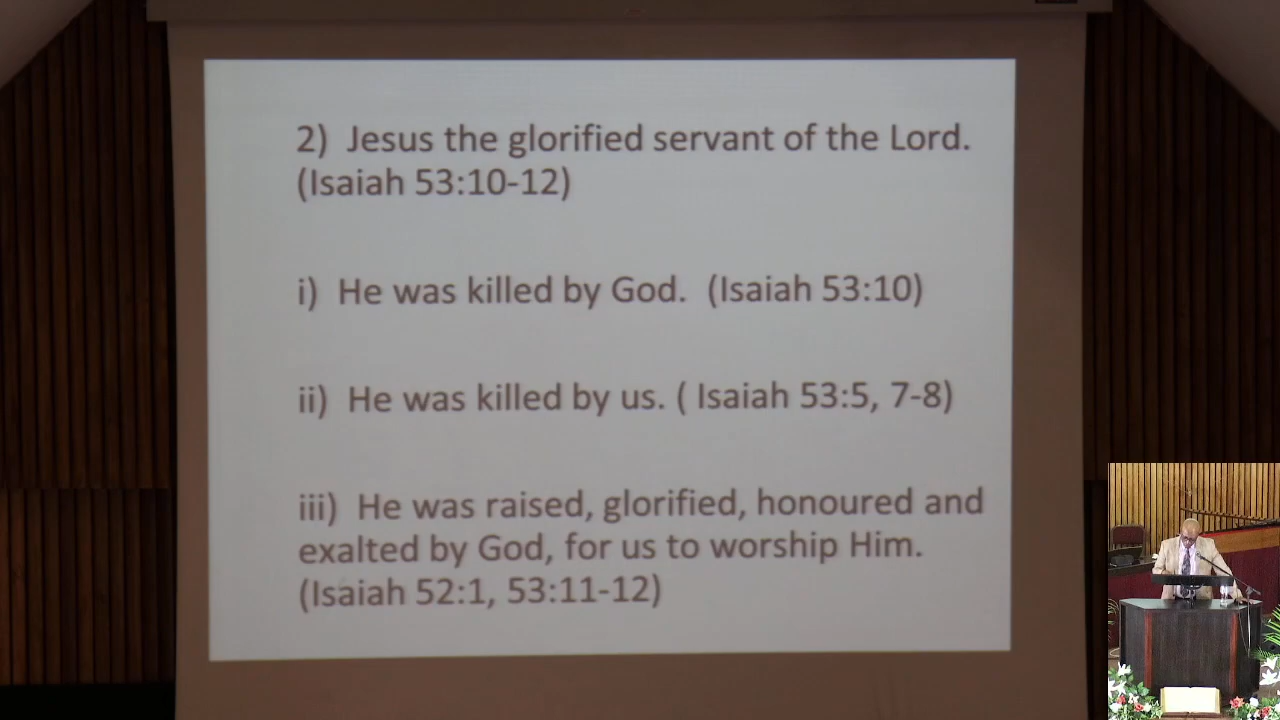 2) Jesus the glorified servant of the Lord.
(Isaiah 53:10-12)
i) He was killed by God. (Isaiah 53:10)
ii) He was killed by us. ( Isaiah 53:5, 7-8)
iii) He was raised, glorified, honoured and
exalted by God, for us to worship Him.
(Isaiah 52:1, 53:11-12)